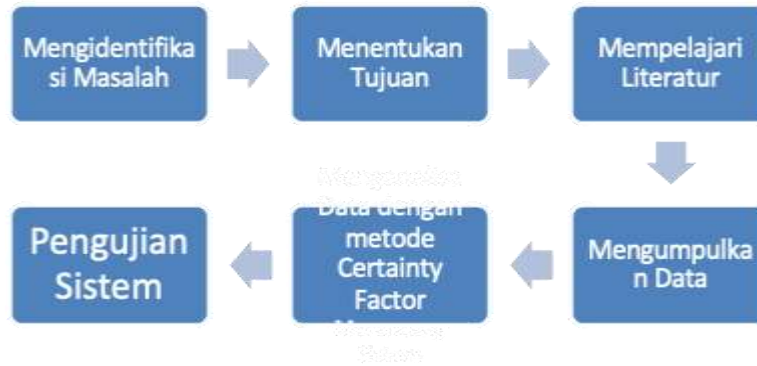 Mengidentifika
si Masalah
Menentukan
Tujuan
Mempelajari
Literatur
Mengumpulka
n Data
Data dengan
metode
Certainty
Factor
Pengujian
Sistem